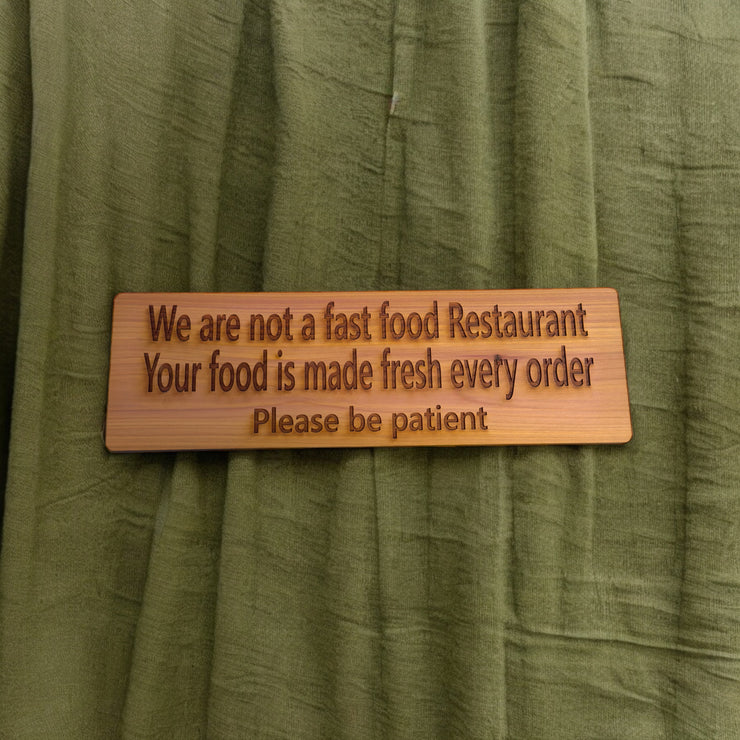 We are not a fast food Restaurant
Your food is made fresh every order
Please be patient